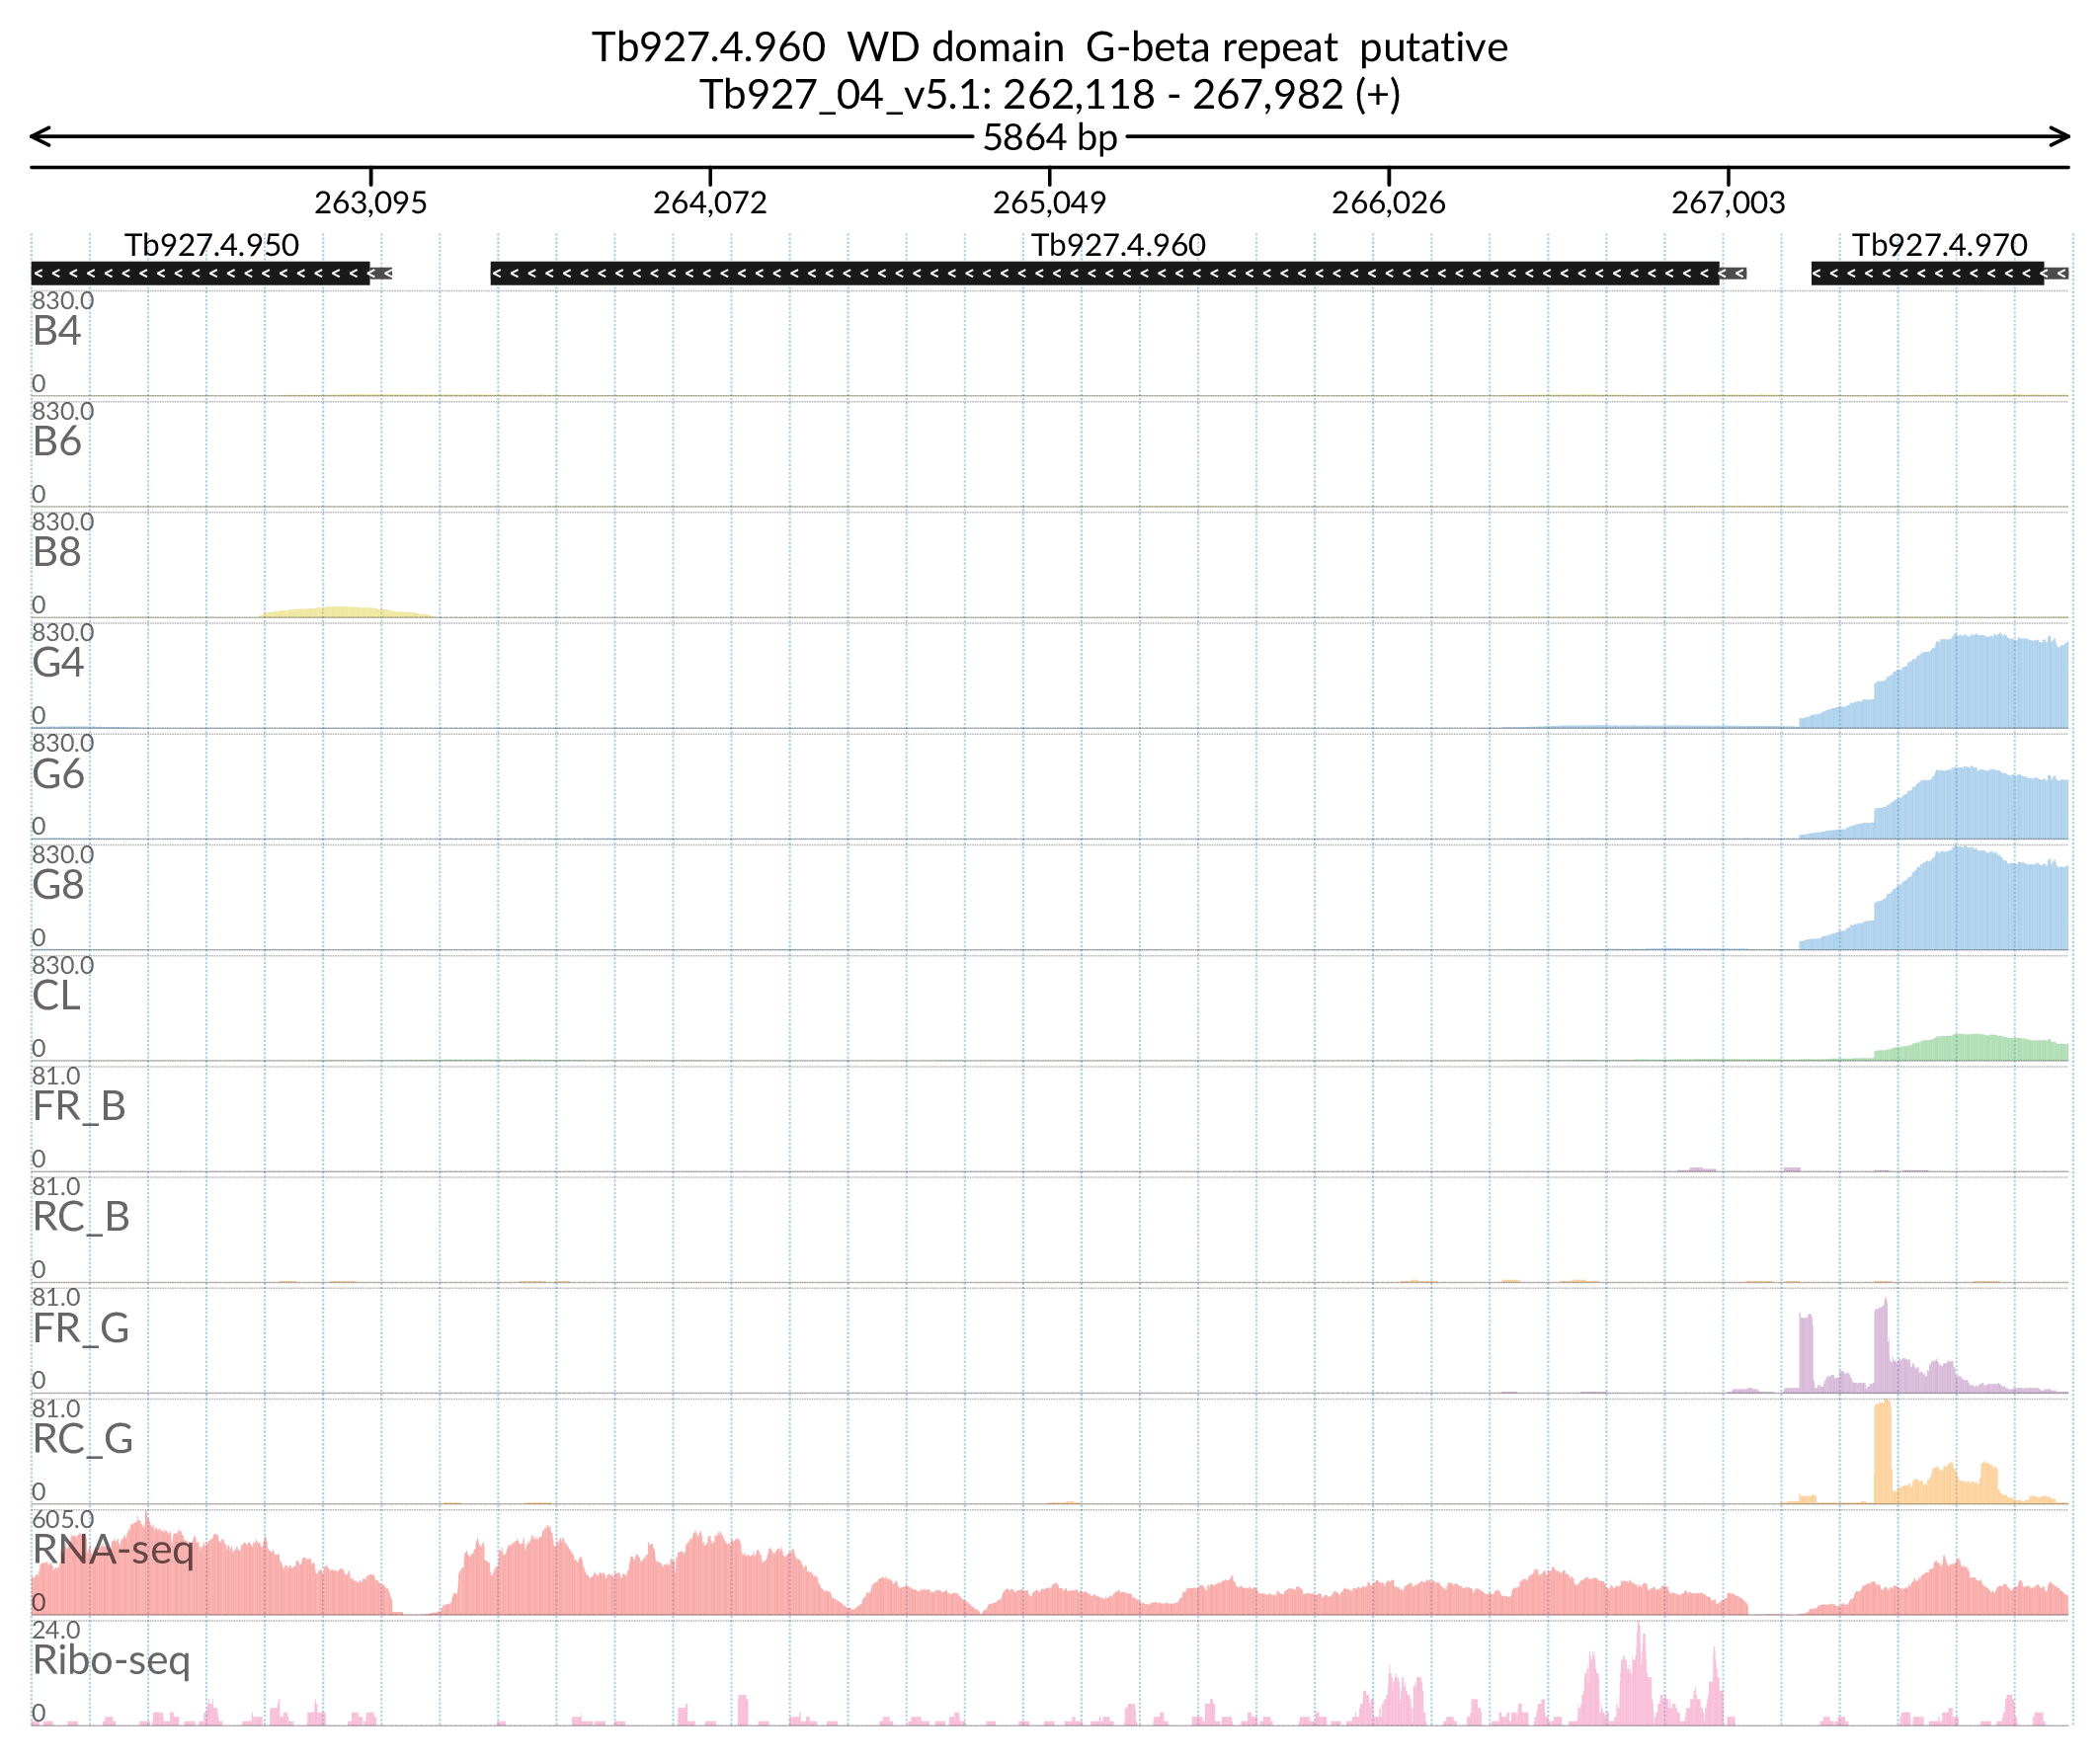 Tb927.4.960 WD domain G-beta repeat putative
Tb927_04_v5.1: 262,118 - 267,982 (+)
5864 bp
263,095 264,072 265,049 266,026 267,003
Tb927.4.950 Tb927.4.960 Tb927.4.970
830.0
B4
0
830.0
B6
0
830.0
B8
0
830.0
G4
0
830.0
G6
0
830.0
G8
0
830.0
CL
0
81.0
FR_B
0
81.0
RC_B
0
81.0
FR_G
0
81.0
RC_G
0
605.0
RNA-seq
0
24.0
Ribo-seq
0